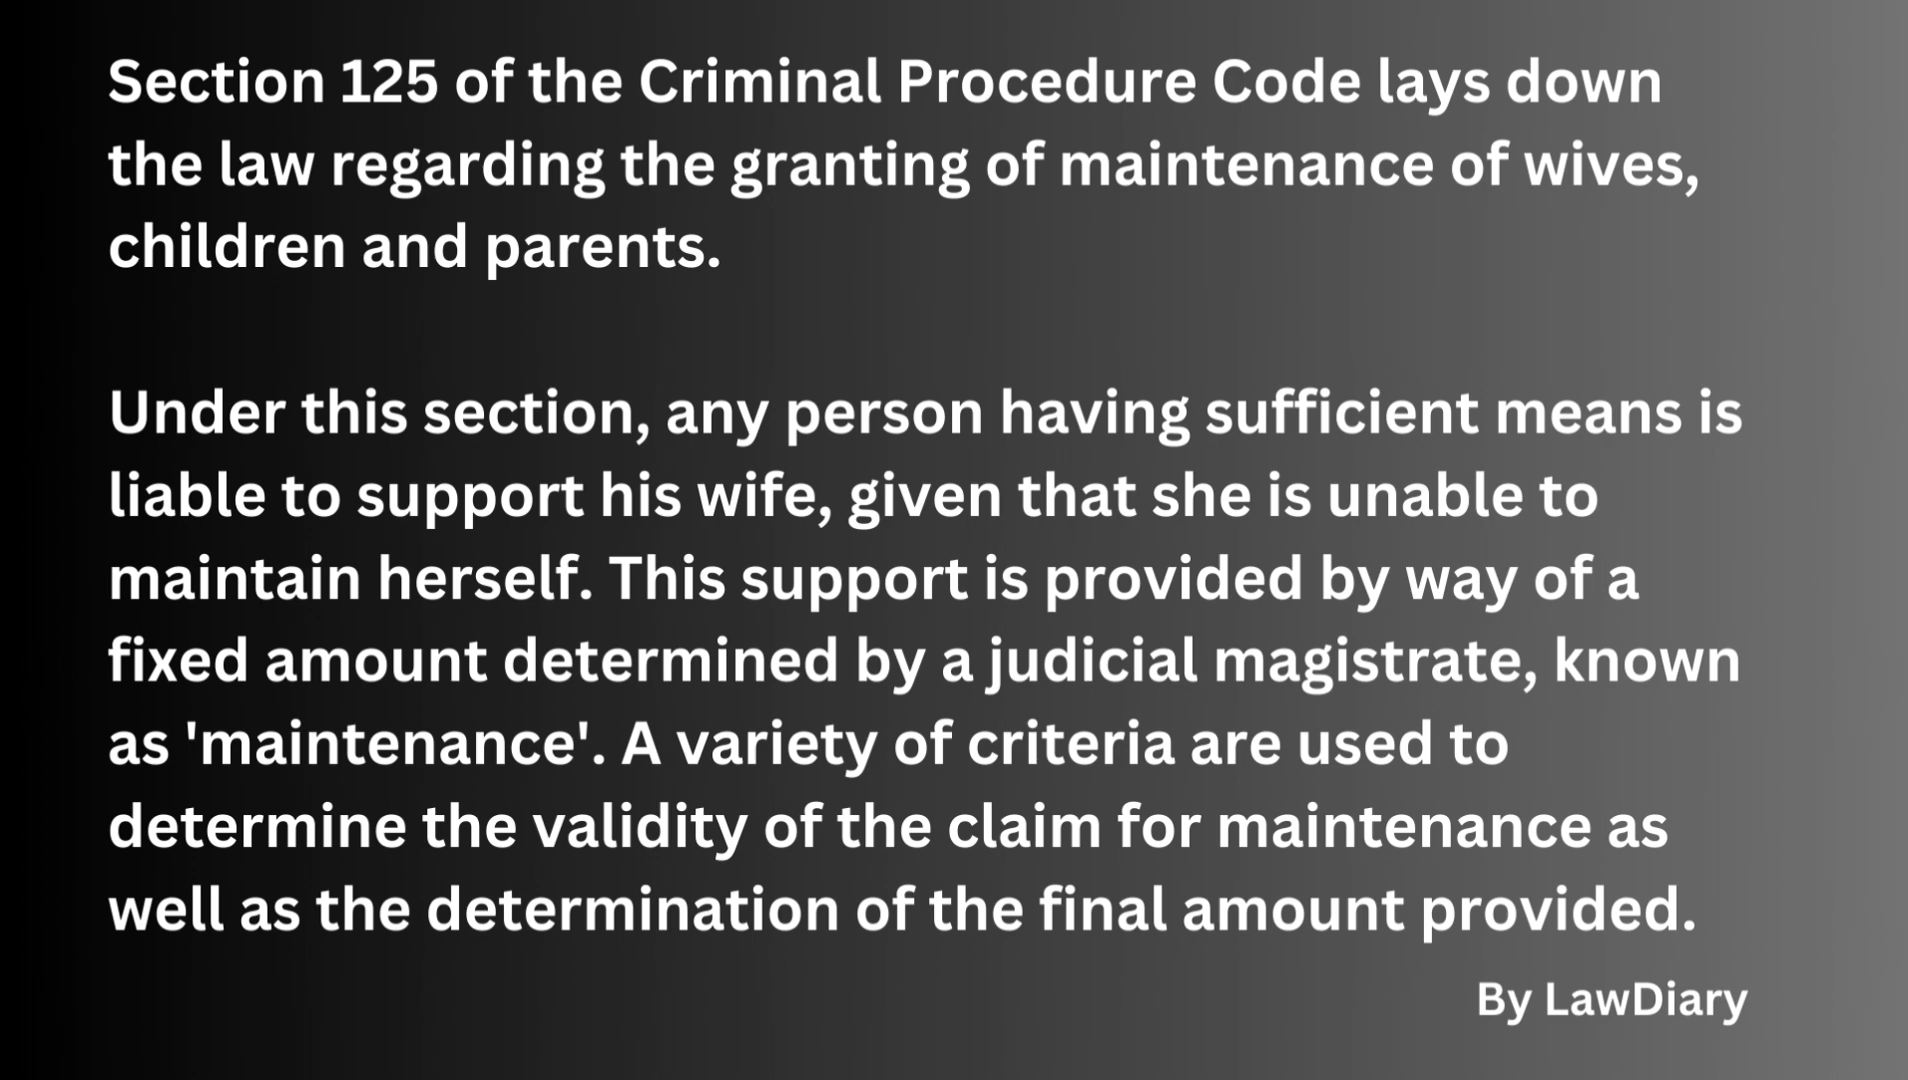 Section 125 of the Criminal Procedure Code lays down
the law regarding the granting of maintenance of wives,
children and parents.
Under this section, any person having sufficient means is
liable to support his wife, given that she is unable to
maintain herself. This support is provided by way of a
fixed amount determined by a judicial magistrate, known
as 'maintenance'. A variety of criteria are used to
determine the validity of the claim for maintenance as
well as the determination of the final amount provided.
By LawDiary